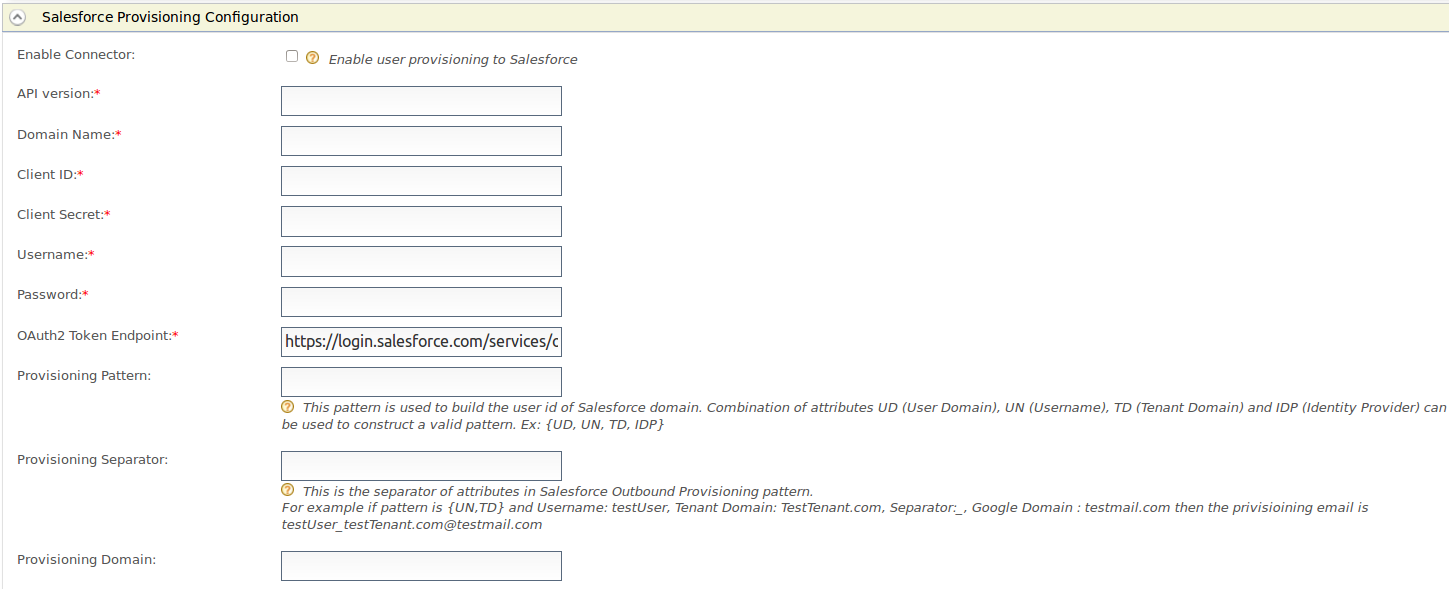 Salesforce Provisioning Configuration
Enable Connector:
? Enable user provisioning to Salesforce
API version:*
Domain Name:*
Client ID:*
Client Secret:*
Username:*
Password:*
OAuth2 Token Endpoint:*
https://login.salesforce.com/services/
Provisioning Pattern:
? This pattern is used to build the user id of Salesforce domain. Combination of attributes UD (User Domain), UN (Username), TD (Tenant Domain) and IDP (Identity Provider) can
be used to construct a valid pattern. Ex: {UD, UN, TD, IDP}
Provisioning Separator:
? This is the separator of attributes in Salesforce Outbound Provisioning pattern.
For example if pattern is {UN,TD} and Username: testUser, Tenant Domain: TestTenant.com, Separator:_, Google Domain : testmail.com then the privisioining email is
testUser_testTenant.com@testmail.com
Provisioning Domain: